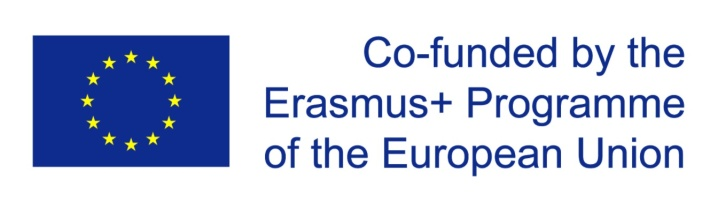 Co-funded by the
Erasmus+ Programme
of the European Union